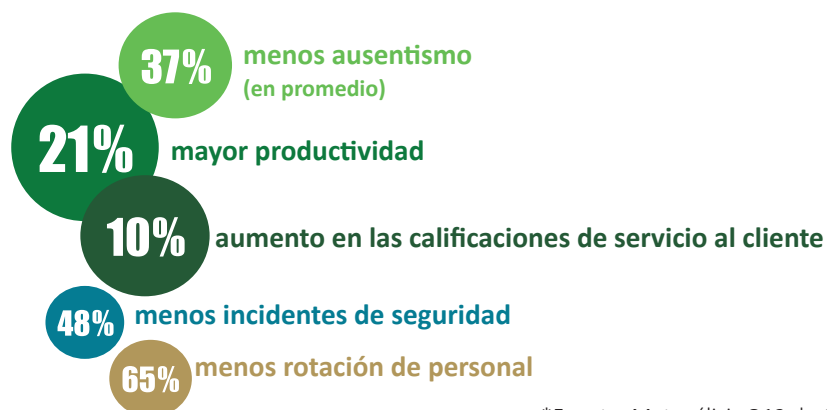 37% menos ausentismo
(en promedio)
21% mayor productividad
10% aumento en las calificaciones de servicio al cliente
48% menos incidentes de seguridad
65% menos rotación de personal